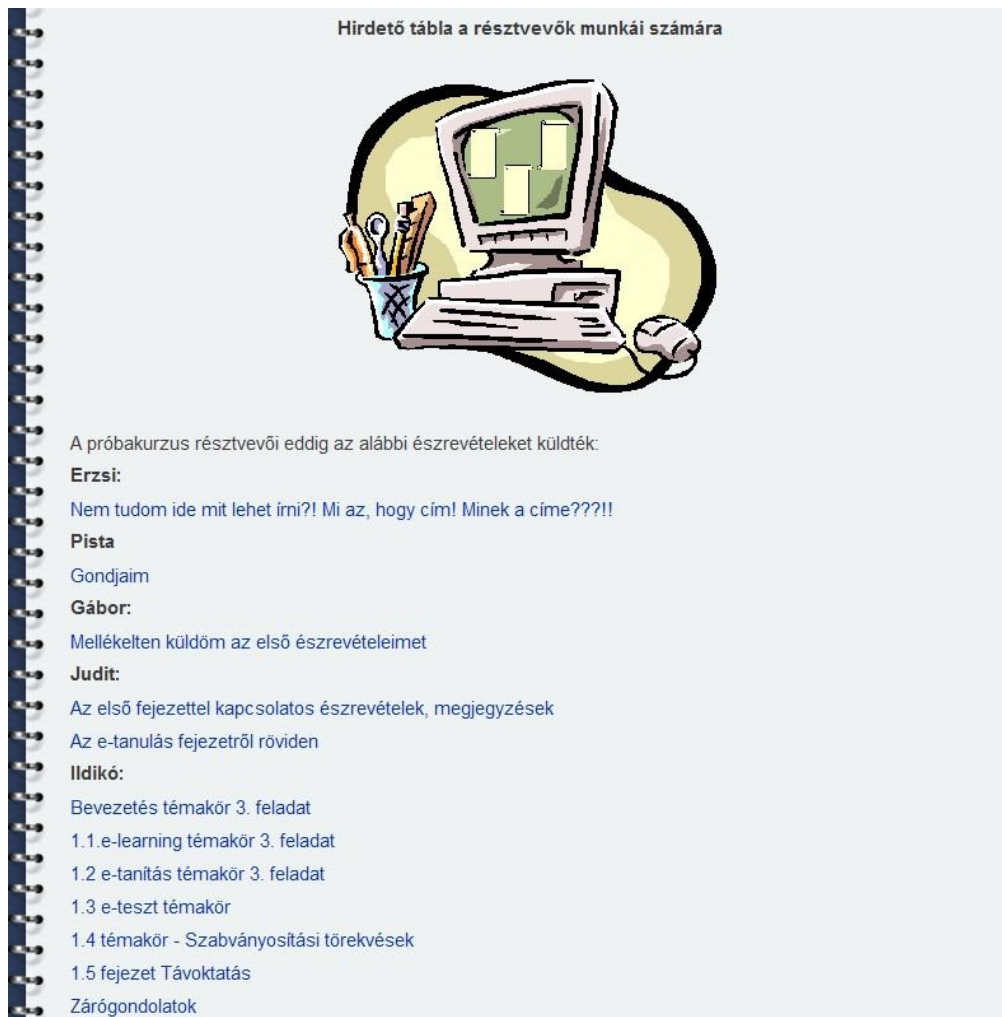 Hirdető tábla a résztvevők munkái számára
A próbakurzus résztvevői eddig az alábbi észrevételeket küldték:
Erzsi:
Nem tudom ide mit lehet írni?! Mi az, hogy cím! Minek a címe???!!
Pista
Gondjaim
Gábor:
Mellékelten küldöm az első észrevételeimet
Judit:
Az első fejezettel kapcsolatos észrevételek, megjegyzések
Az e-tanulás fejezetről röviden
Ildikó:
Bevezetés témakör 3. feladat
1.1.e-learning témakör 3. feladat
1.2 e-tanítás témakör 3. feladat
1.3 e-teszt témakör
1.4 témakör - Szabványosítási törekvések
1.5 fejezet Távoktatás
Zárógondolatok